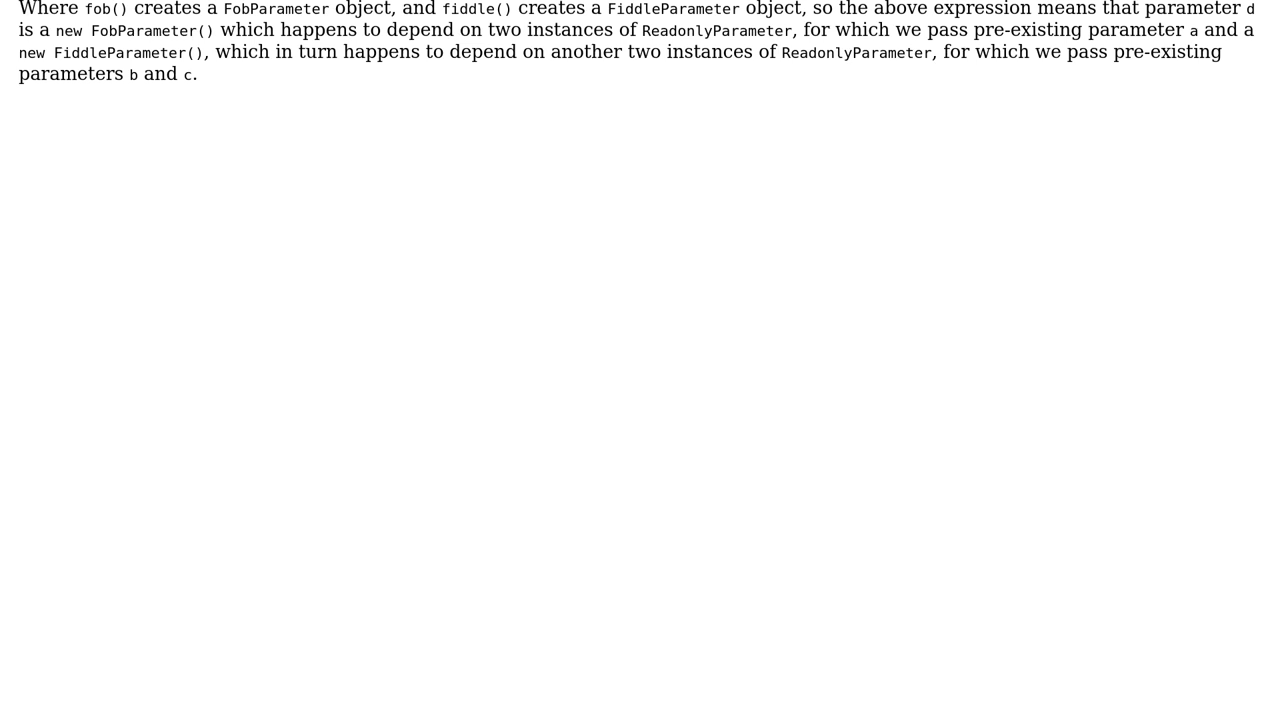 Where fob() creates a FobParameter object, and fiddle() creates a FiddleParameter object, so the above expression means that parameter d
is a new FobParameter() which happens to depend on two instances of ReadonlyParameter, for which we pass pre-existing parameter a and a
new FiddleParameter(), which in turn happens to depend on another two instances of ReadonlyParameter, for which we pass pre-existing
parameters b and c.